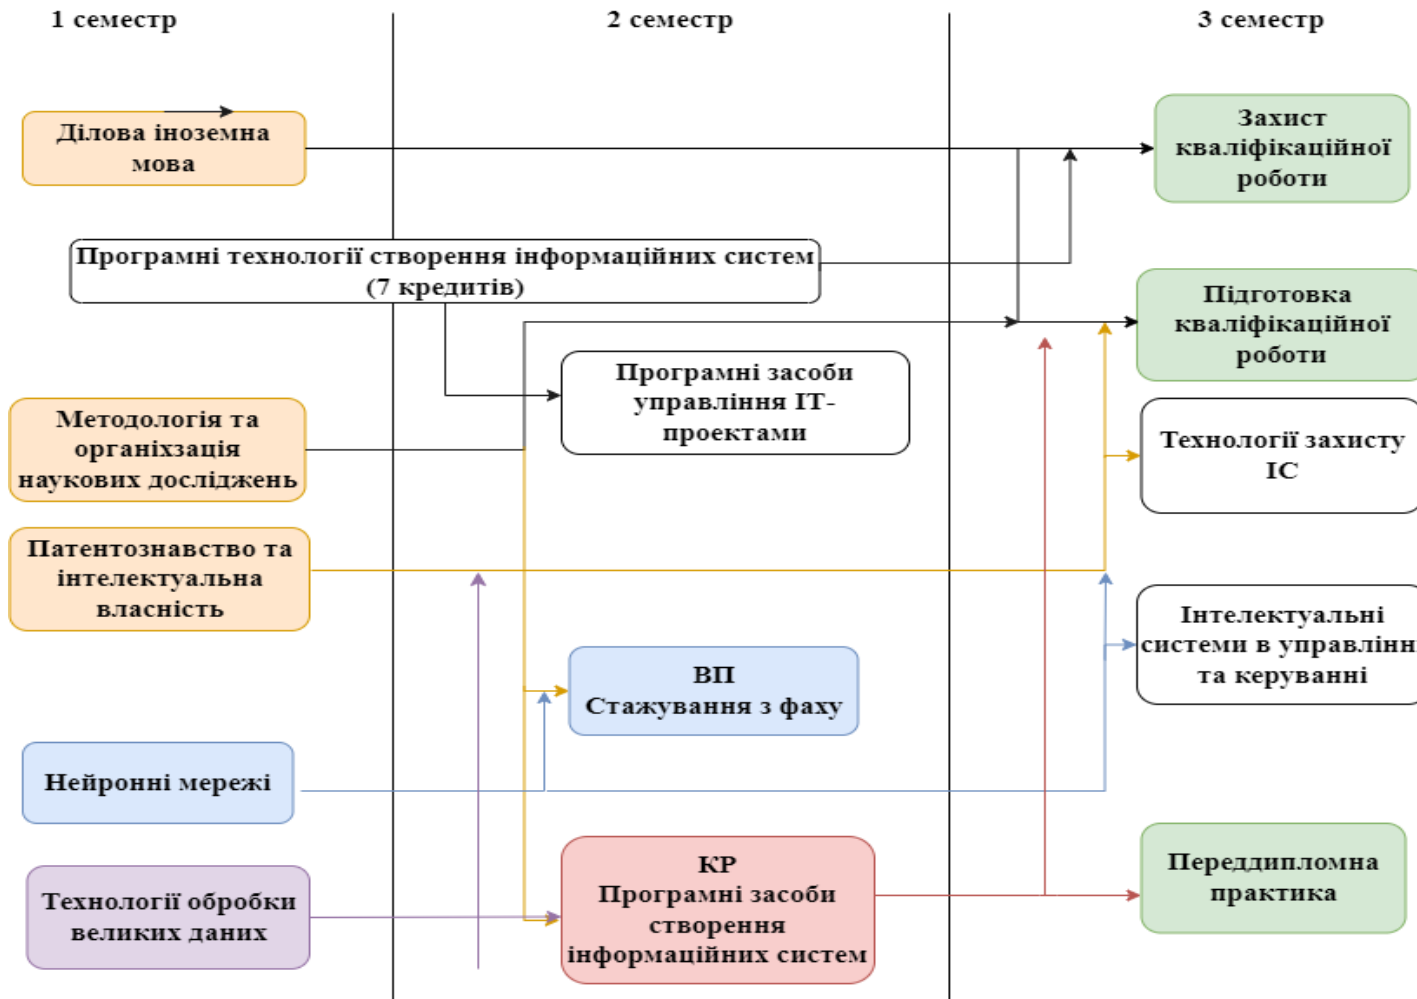 1 семестр
2 семестр
3 семестр
Ділова іноземна
мова
Захист
кваліфікаційної
роботи
Програмні технології створення інформаційних систем
(7 кредитів)
Підготовка
кваліфікаційної
роботи
Програмні засоби
управління ІТ-
проектами
Методологія та
органіхзація
наукових досліджень
Технології захисту
ІС
Патентознавство та
інтелектуальна
власність
Інтелектуальні
системи в управлінн
та керуванні
ВП
Стажування з фаху
Нейронні мережі
КР
Програмні засоби
створення
інформаційних систем
Переддипломна
практика
Технології обробки
великих даних